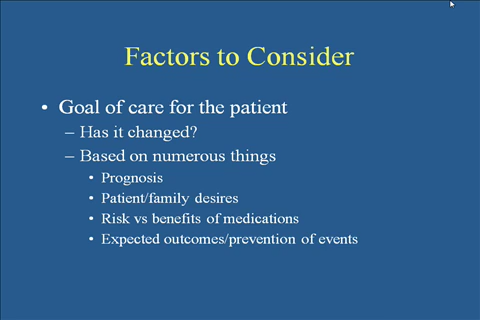 Factors to Consider
• Goal of care for the patient
– Has it changed?
– Based on numerous things
• Prognosis
• Patient/family desires
• Risk vs benefits of medications
• Expected outcomes/prevention of events